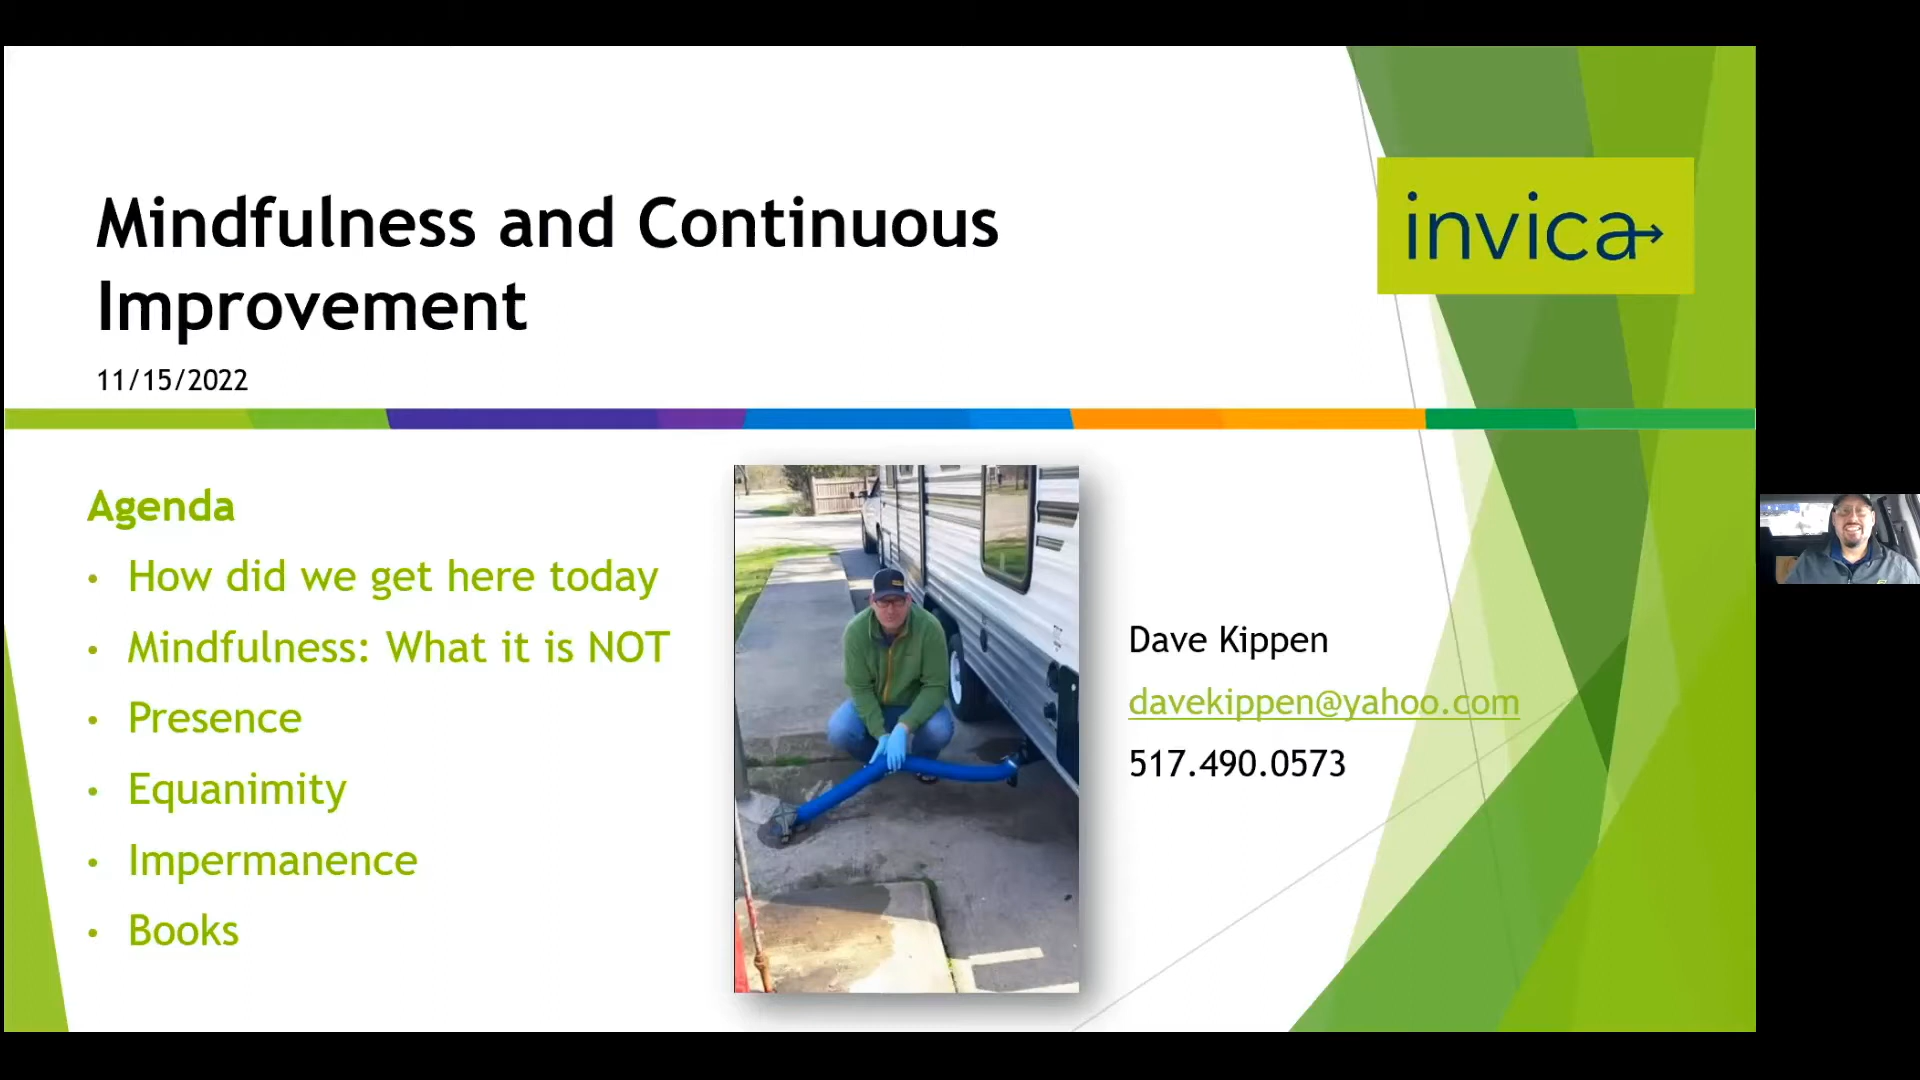 Mindfulness and Continuous
Improvement
11/15/2022
invica
Agenda
• How did we get here today
• Mindfulness: What it is NOT
• Presence
• Equanimity
• Impermanence
• Books
Dave Kippen
davekippen@yahoo.com
517.490.0573